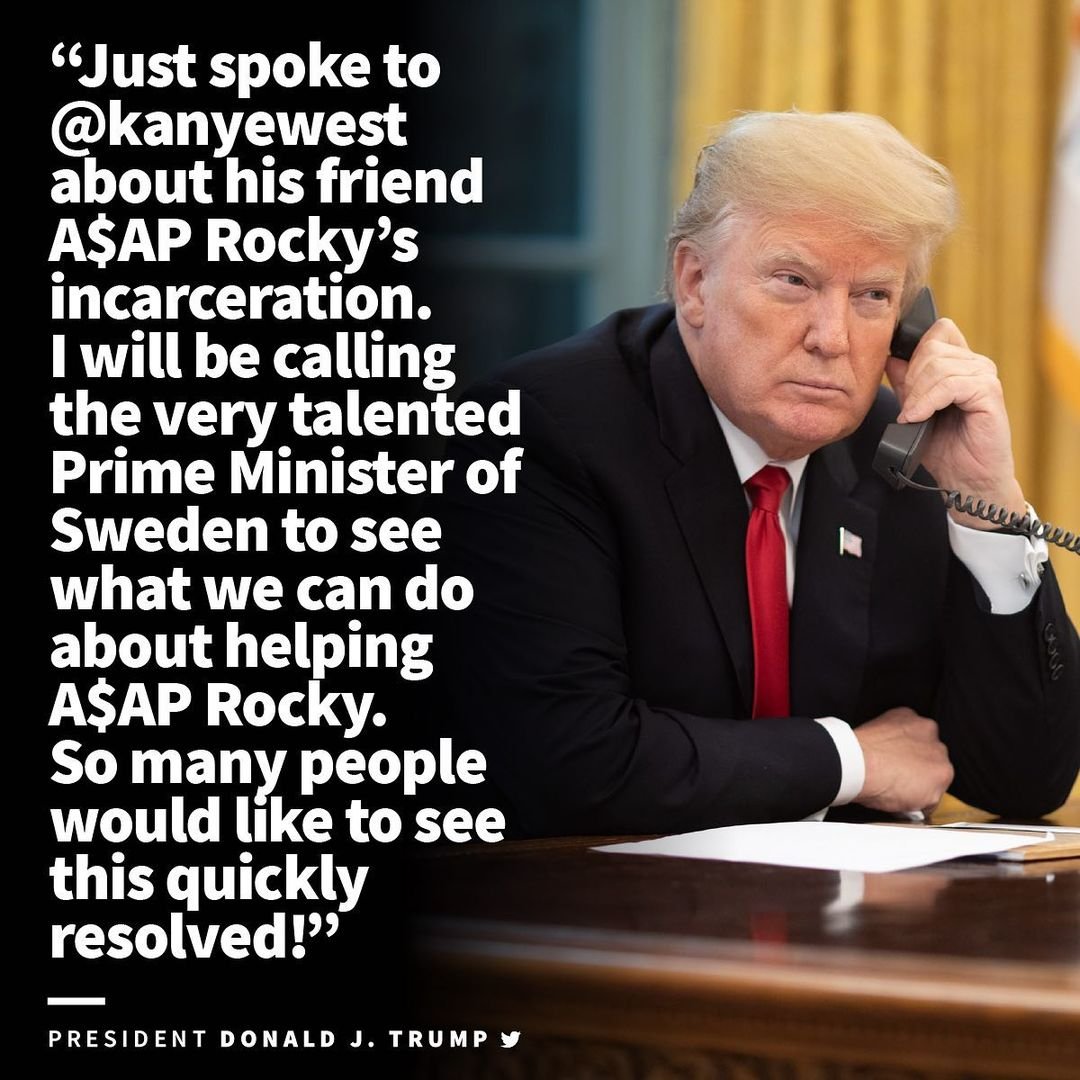 “Just spoke to
@kanyewest
about his friend
A$AP Rocky’s
incarceration.
I will be calling
the very talented
Prime Minister of
Sweden to see
what we can do
about helping
A$AP Rocky.
So many people
would like to see
this quickly
resolved!”
PRESIDENT DONALD J. TRUMP